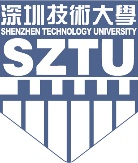 深圳技術大學
SHENZHEN TECHNOLOGY UNIVERSITY
SZTU